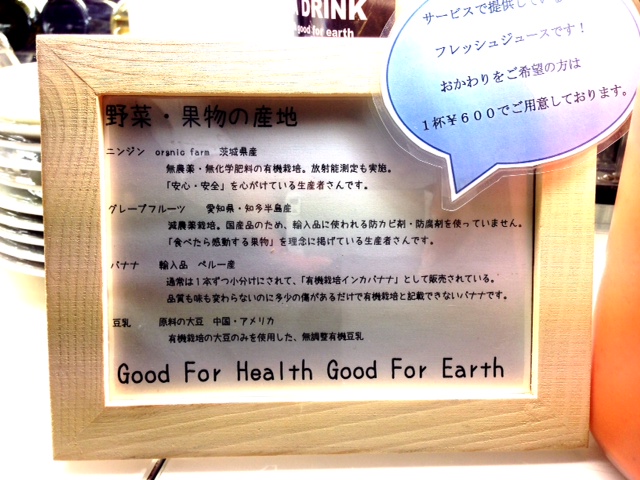 DRINK
good for earth
サービスで提供している
フレッシュジュースです！
おかわりをご希望の方は
１杯￥６００でご用意しております。
野菜・果物の産地
ニンジン orsnic farm 茨城県産
無農薬・無化学肥料の有機栽培。放射能測定も実施。
「安心・安全」を心がけている生産者さんです。
グレープフルーツ 愛知県・知多半島産
減農薬栽培。国産品のため、輸入品に使われる防カビ剤・防腐剤を使っていません。
「食べたら感動する果物」を理念に掲げている生産者さんです。
バナナ 輸入品 ペルー産
通常は１本ずつ小分けにされて、「有機栽培インカバナナ」として販売されている。
品質も味も変わらないのに多少の傷があるだけで有機栽培と記載できないバナナです。
豆乳 原料の大豆 中国・アメリカ
有機栽培の大豆のみを使用した、無調整有機豆乳
Good For Health Good For Earth